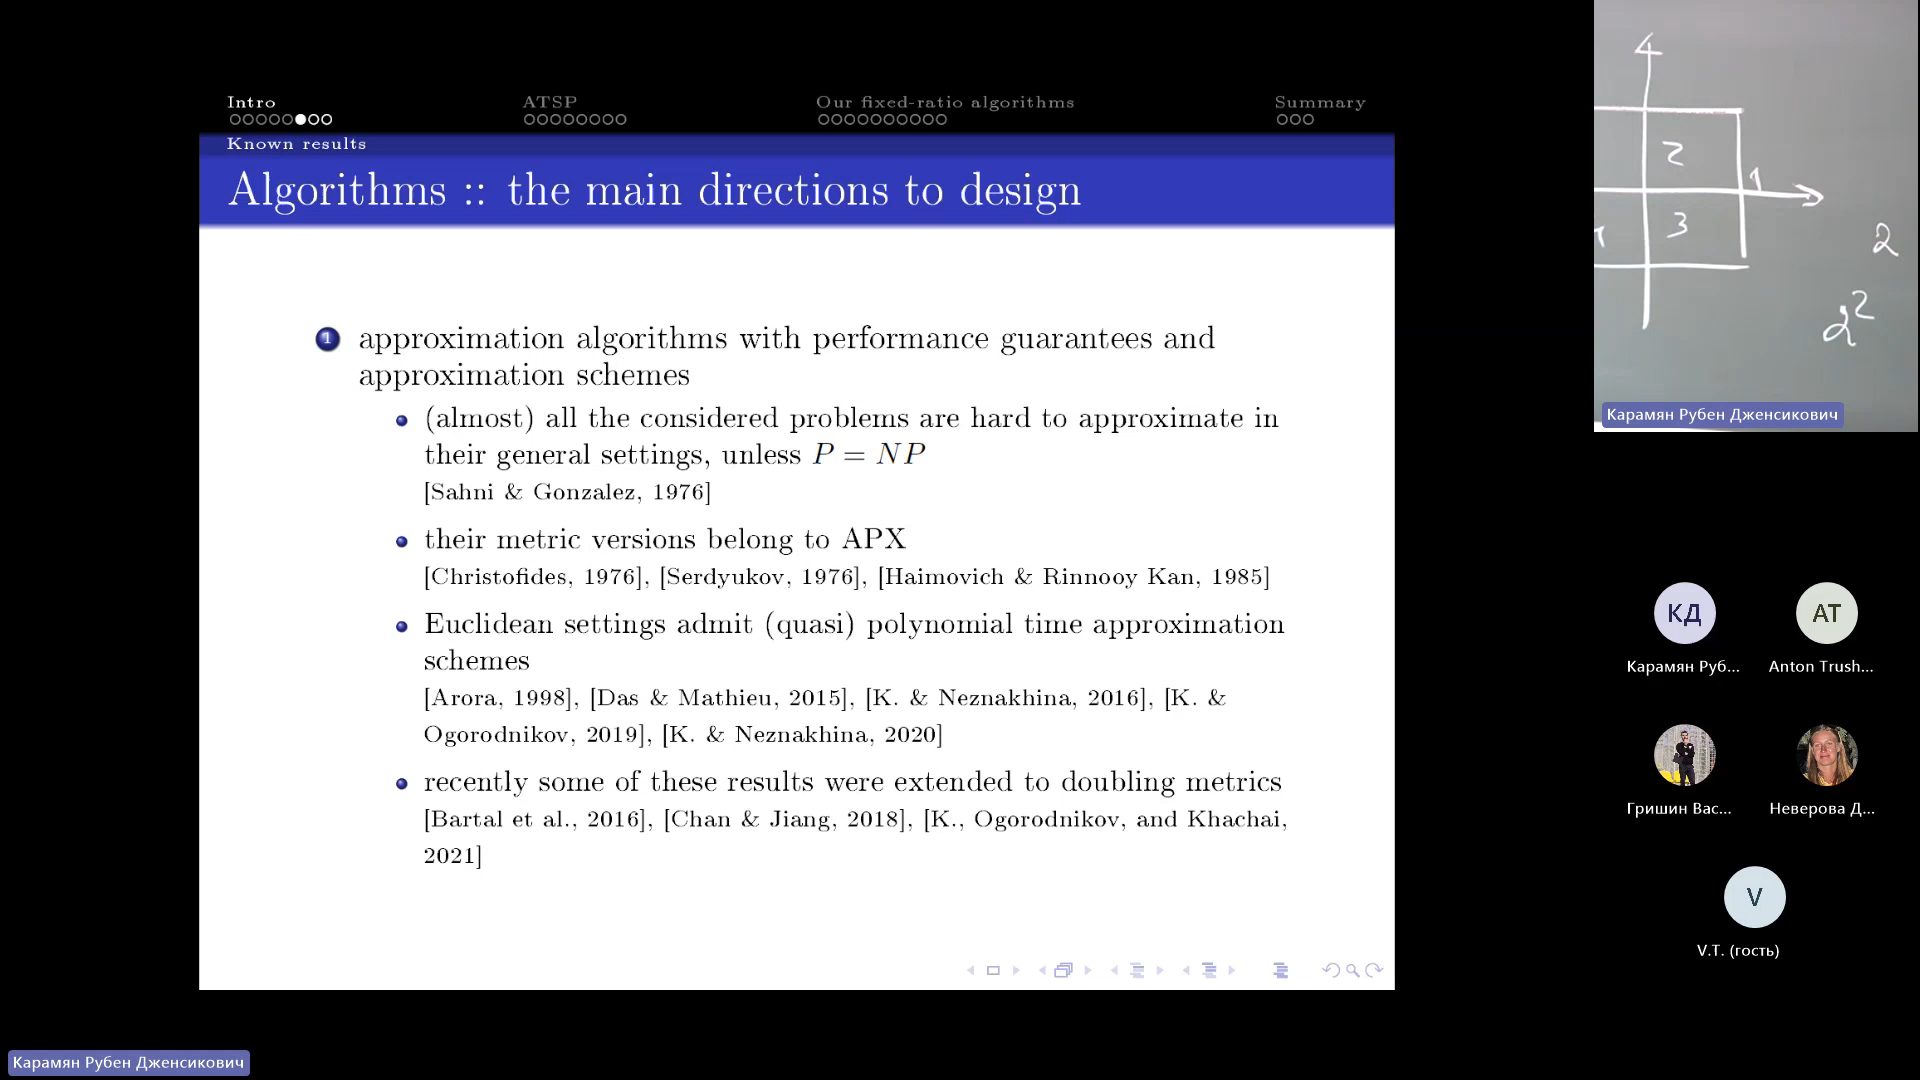 Intro
ATSP
Our fixed-ratio algorithms
Summary
Known results
Algorithms :: the main directions to design
1 approximation algorithms with performance guarantees and
approximation schemes
(almost) all the considered problems are hard to approximate in
their general settings, unless P = NP
[Sahni & Gonzalez, 1976]
their metric versions belong to APX
[Christofides, 1976], [Serdyukov, 1976], [Haimovich & Rinnooy Kan, 1985]
Euclidean settings admit (quasi) polynomial time approximation
schemes
[Arora, 1998], [Das & Mathieu, 2015], [K. & Neznakhina, 2016], [K. &
Ogorodnikov, 2019], [K. & Neznakhina, 2020]
recently some of these results were extended to doubling metrics
[Bartal et al., 2016], [Chan & Jiang, 2018], [K., Ogorodnikov, and Khachai,
2021]
2
1
3
2
Карамян Рубен Дженсикович
КД
AT
Карамян Руб...
Anton Trush...
Гришин Вас...
Неверова Д...
V
V.T. (гость)
Карамян Рубен Дженсикович